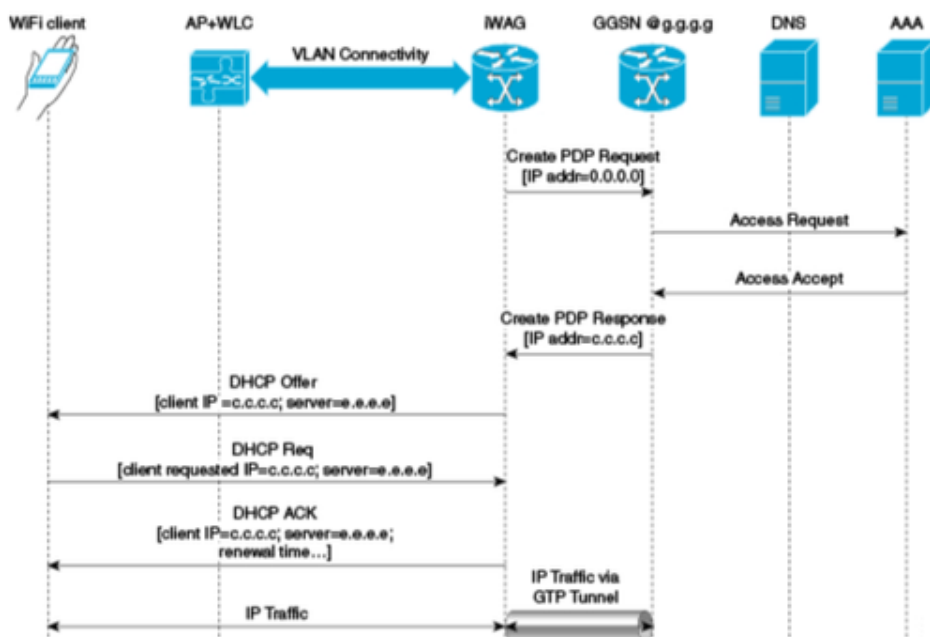 WiFi client
AP+WLC
iWAG
GGSN @g.g.g.g
DNS
AAA
VLAN Connectivity
Create PDP Request
[IP addr=0.0.0.0]
Access Request
Access Accept
Create PDP Response
[IP addr=c.c.c.c]
DHCP Offer
[client IP =c.c.c.c; server=e.e.e.e]
DHCP Req
[client requested IP=c.c.c.c; server=e.e.e.e]
DHCP ACK
[client IP=c.c.c.c; server=e.e.e.e;
renewal time...]
IP Traffic via
GTP Tunnel
IP Traffic